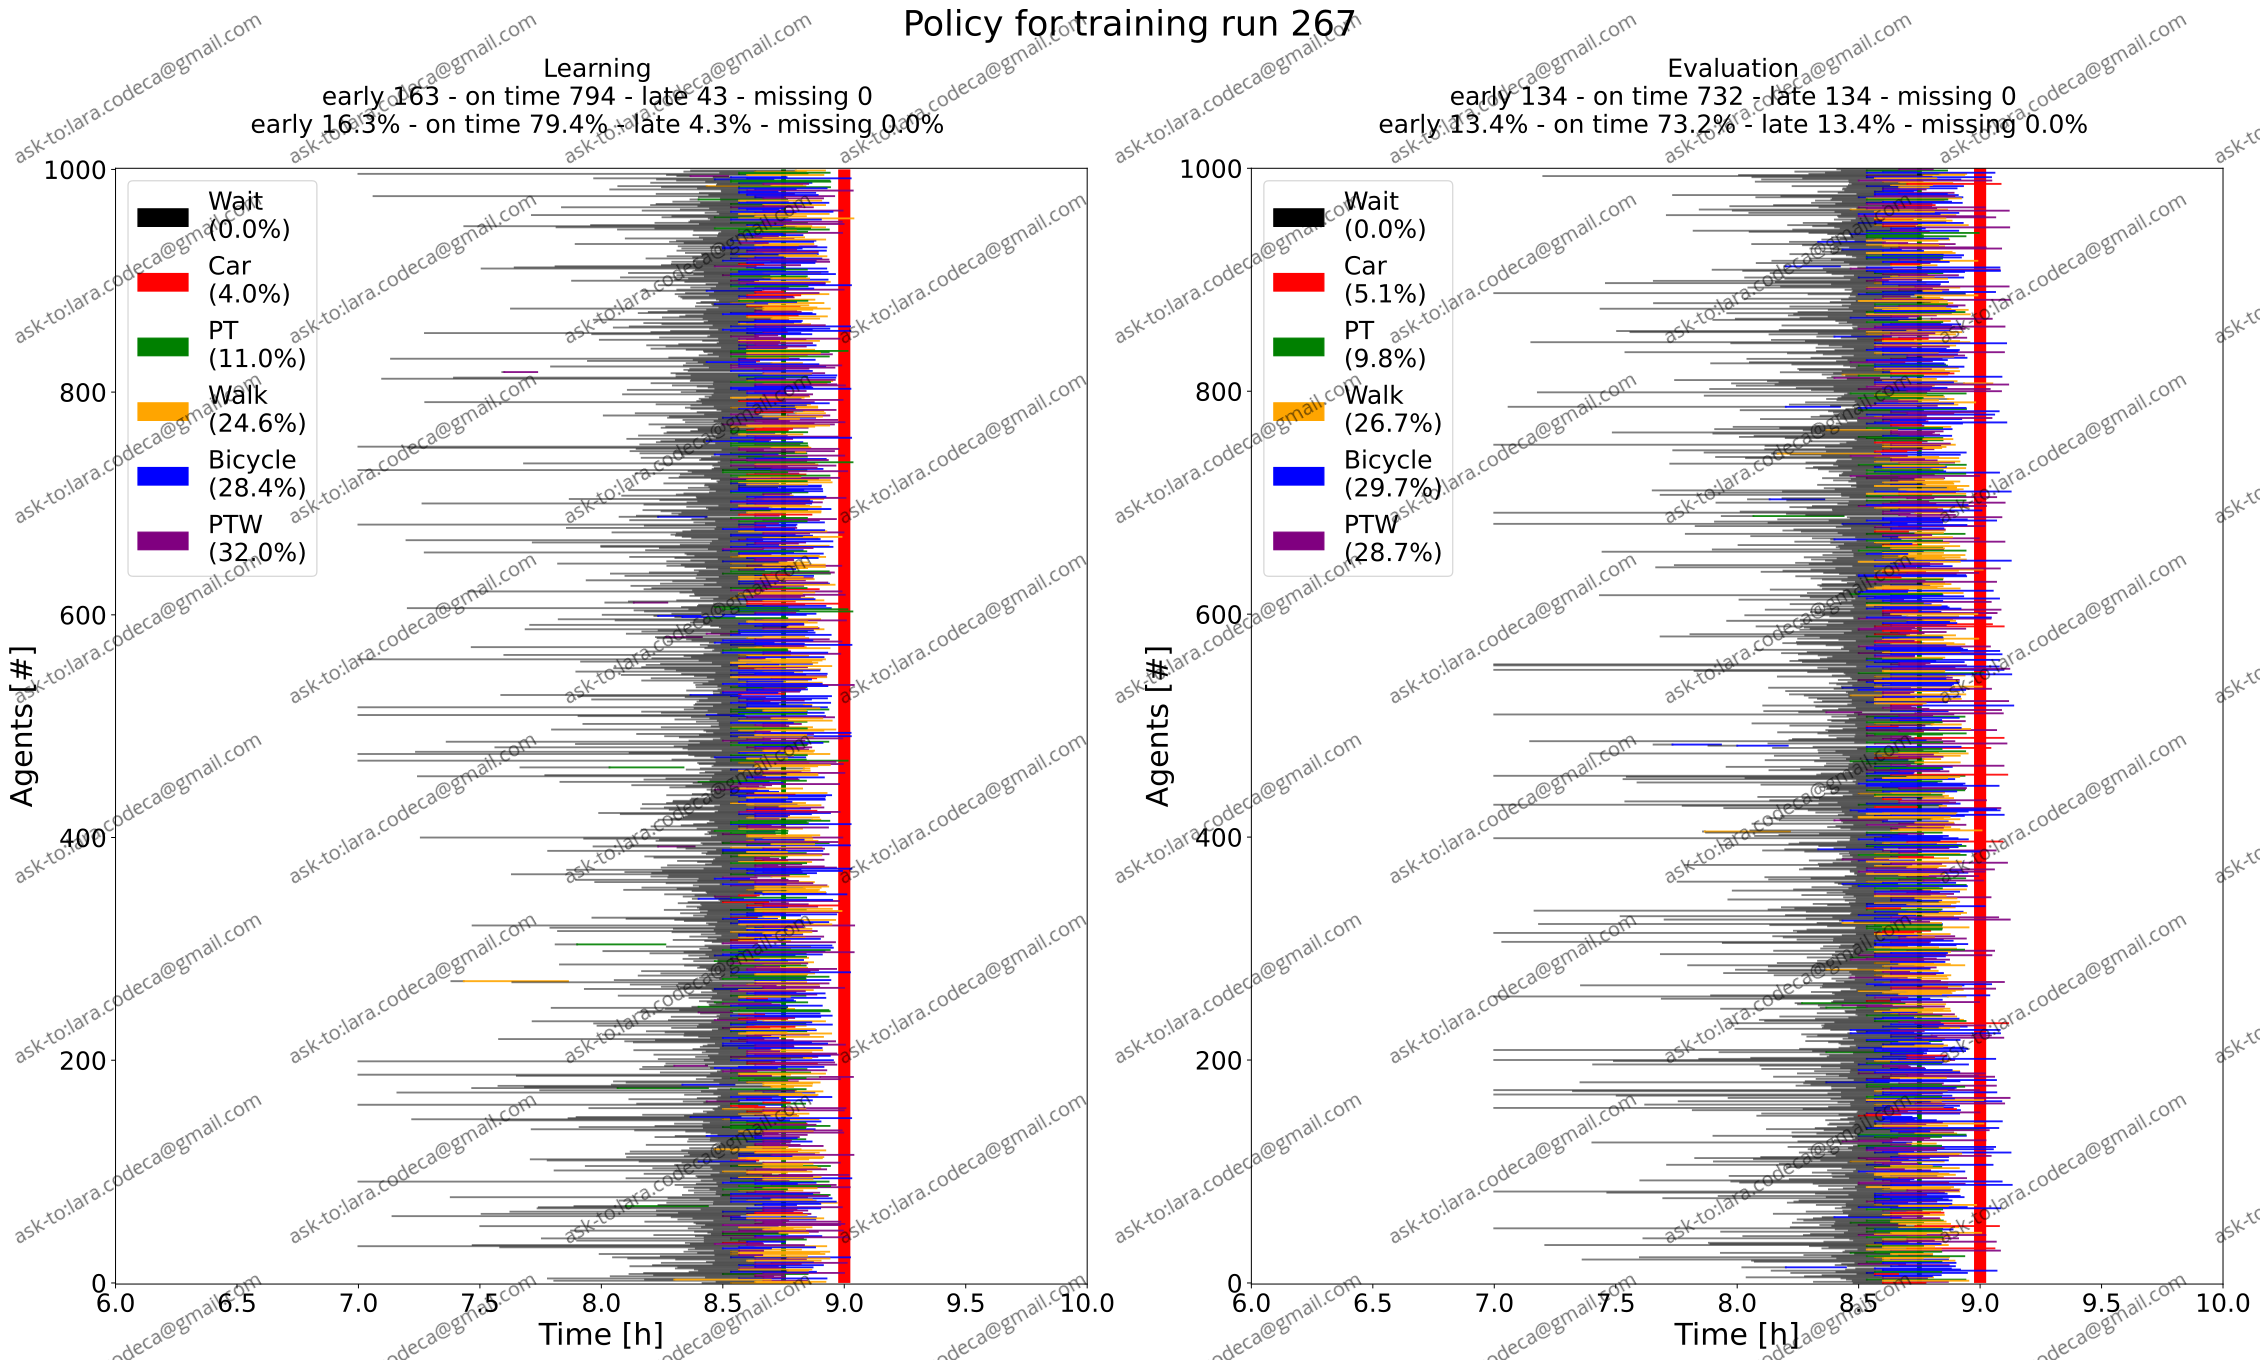 Policy for training run 267
Learning
early 163 - on time 794 - late 43 - missing 0
early 16.3% - on time 79.4% - late 4.3% - missing 0.0%
Evaluation
early 134 - on time 732 - late 134 - missing 0
early 13.4% - on time 73.2% - late 13.4% - missing 0.0%
Agents [#]
1000
800
600
400
200
0
Wait
(0.0%)
Car
(4.0%)
PT
(11.0%)
Walk
(24.6%)
Bicycle
(28.4%)
PTW
(32.0%)
6.0 6.5 7.0 7.5 8.0 8.5 9.0 9.5 10.0
Time [h]
Agents [#]
1000
800
600
400
200
0
Wait
(0.0%)
Car
(5.1%)
PT
(9.8%)
Walk
(26.7%)
Bicycle
(29.7%)
PTW
(28.7%)
6.0 6.5 7.0 7.5 8.0 8.5 9.0 9.5 10.0
Time [h]
ask-to:lara.codeca@gmail.com